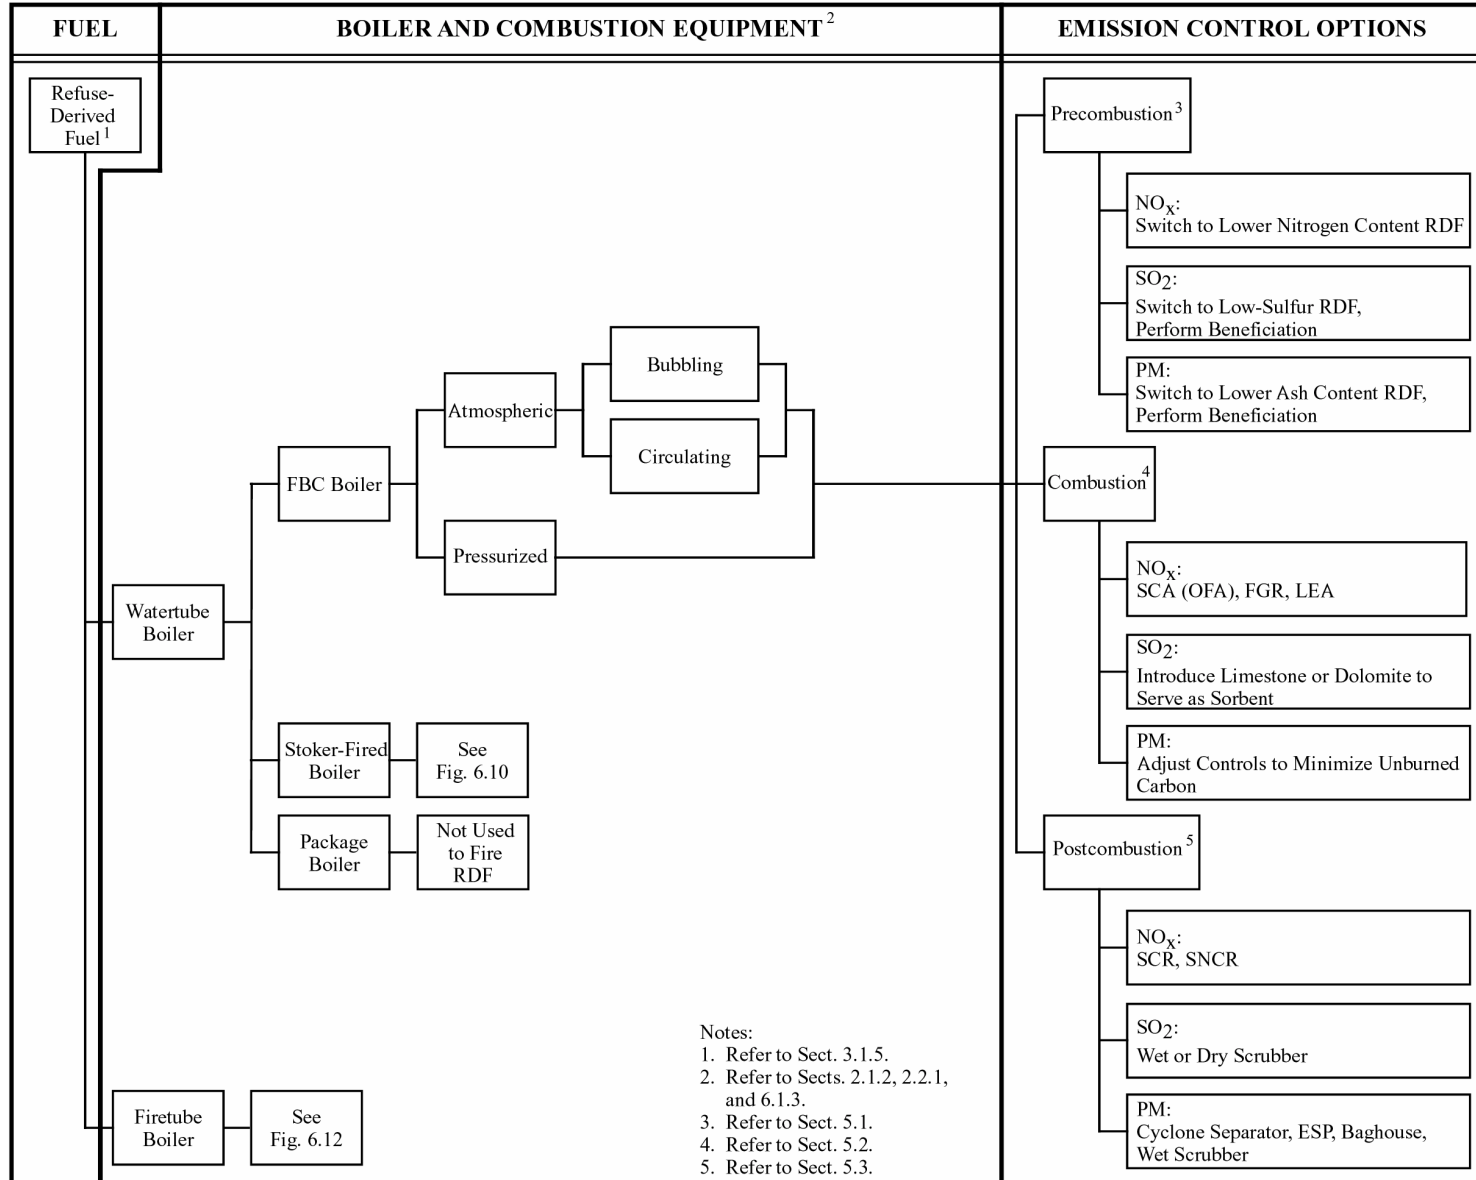 FUEL
BOILER AND COMBUSTION EQUIPMENT 2
EMISSION CONTROL OPTIONS
Refuse-
Derived
Fuel 1
Watertube
Boiler
FBC Boiler
Atmospheric
Bubbling
Circulating
Pressurized
Stoker-Fired
Boiler
See
Fig. 6.10
Package
Boiler
Not Used
to Fire
RDF
Firetube
Boiler
See
Fig. 6.12
Precombustion 3
NOx:
Switch to Lower Nitrogen Content RDF
SO2:
Switch to Low-Sulfur RDF,
Perform Beneficiation
PM:
Switch to Lower Ash Content RDF,
Perform Beneficiation
Combustion 4
NOx:
SCA (OFA), FGR, LEA
SO2:
Introduce Limestone or Dolomite to
Serve as Sorbent
PM:
Adjust Controls to Minimize Unburned
Carbon
Postcombustion 5
NOx:
SCR, SNCR
SO2:
Wet or Dry Scrubber
PM:
Cyclone Separator, ESP, Baghouse,
Wet Scrubber
Notes:
1. Refer to Sect. 3.1.5.
2. Refer to Sects. 2.1.2, 2.2.1,
and 6.1.3.
3. Refer to Sect. 5.1.
4. Refer to Sect. 5.2.
5. Refer to Sect. 5.3.